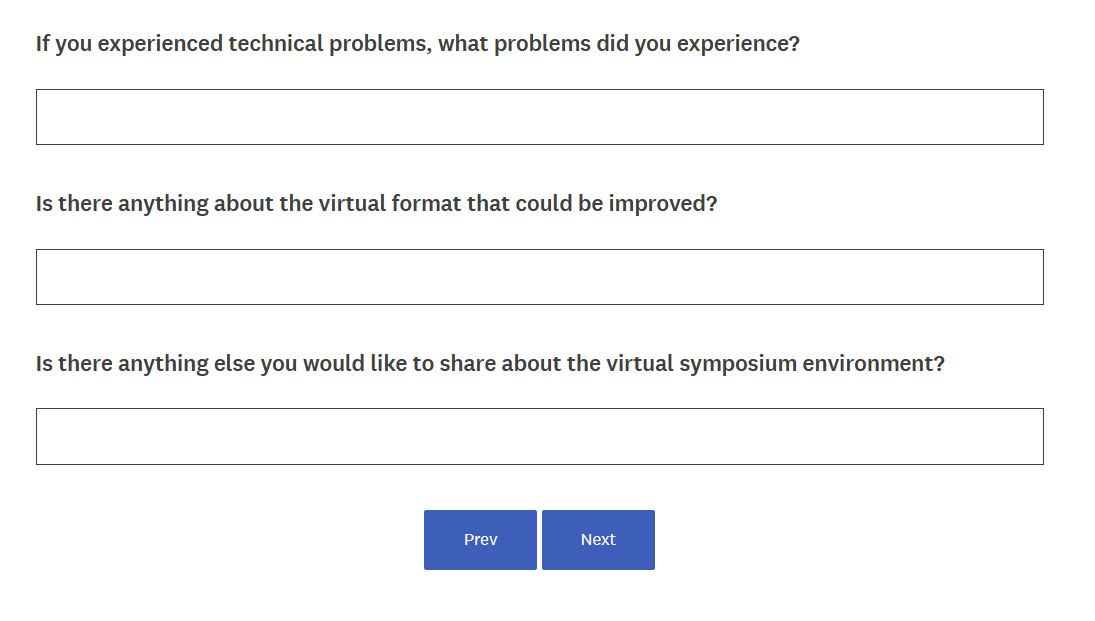 If you experienced technical problems, what problems did you experience?
Is there anything about the virtual format that could be improved?
Is there anything else you would like to share about the virtual symposium environment?
Prev
Next